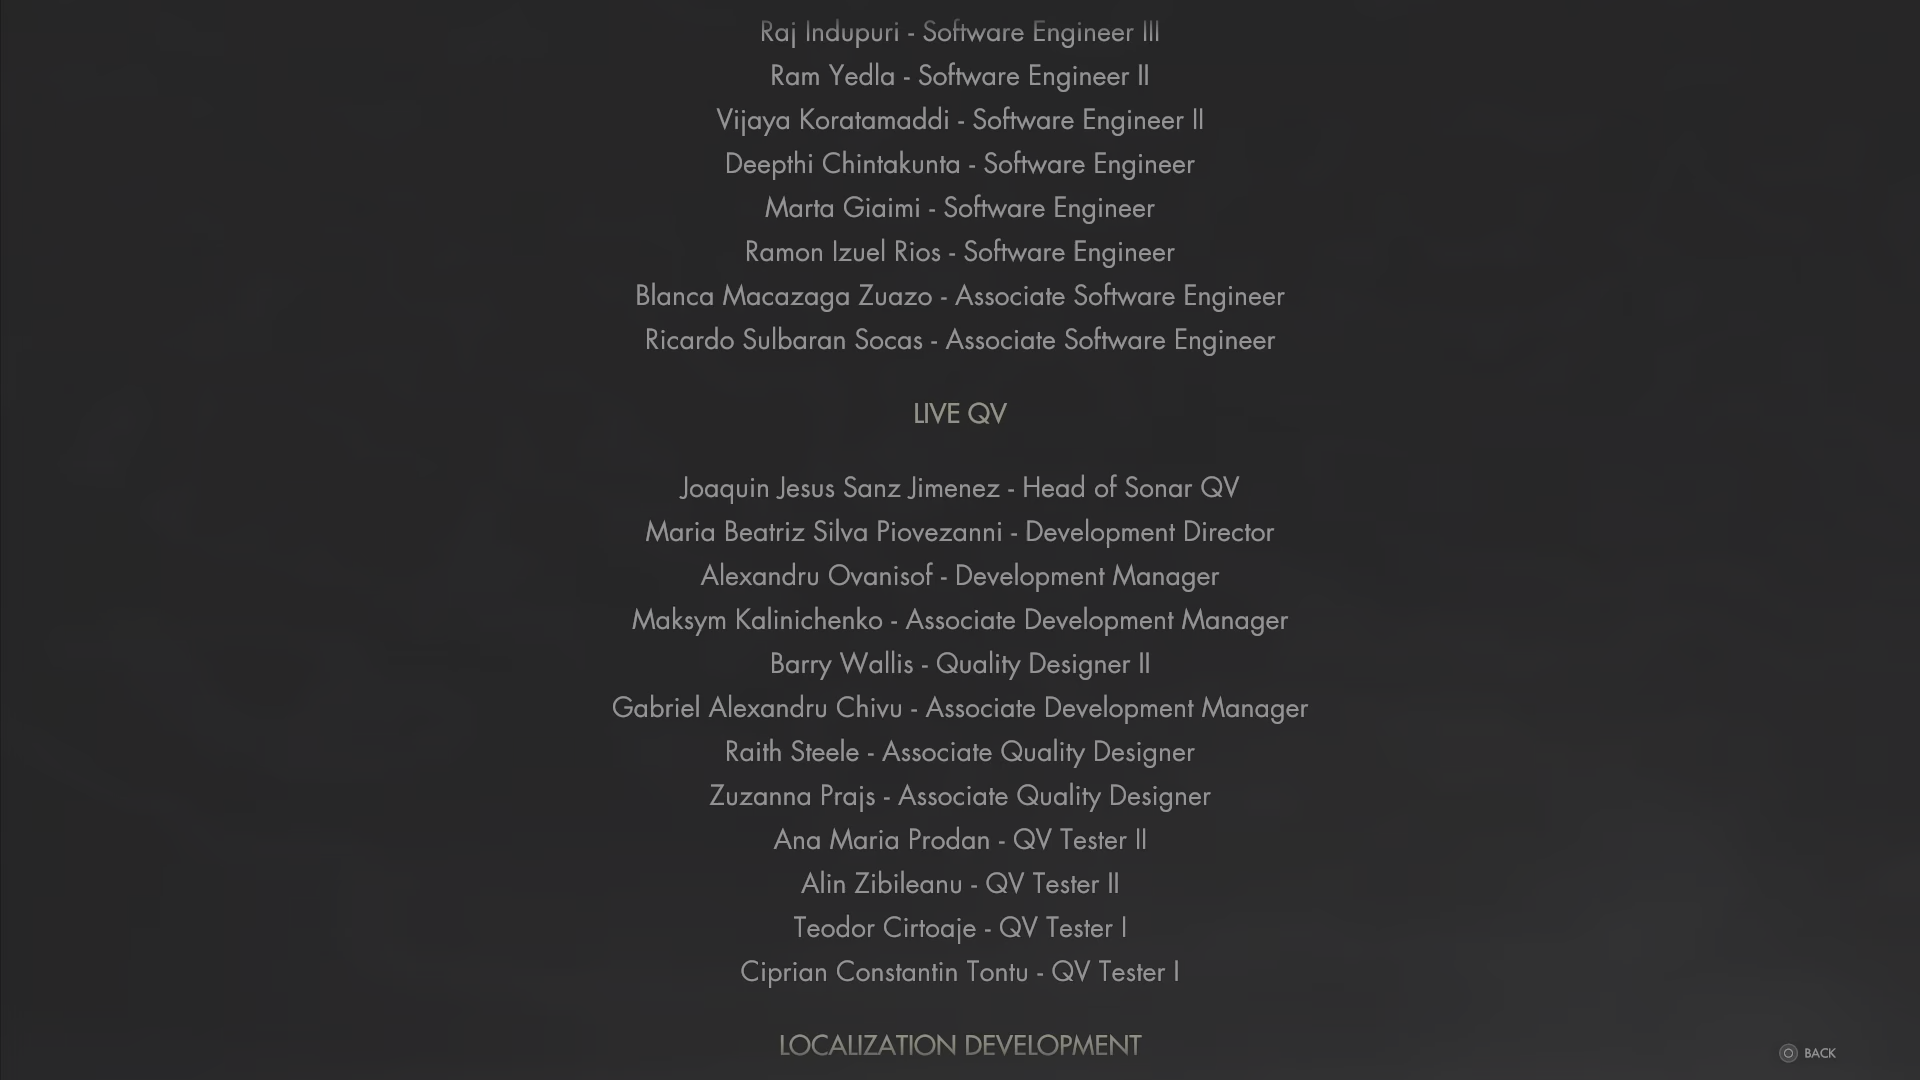 Raj Indupuri - Software Engineer III
Ram Yedla - Software Engineer II
Vijaya Koratamaddi - Software Engineer II
Deepthi Chintakunta - Software Engineer
Marta Giaimi - Software Engineer
Ramon Izuel Rios - Software Engineer
Blanca Macazaga Zuazo - Associate Software Engineer
Ricardo Sulbaran Socas - Associate Software Engineer
LIVE QV
Joaquin Jesus Sanz Jimenez - Head of Sonar QV
Maria Beatriz Silva Piovezanni - Development Director
Alexandru Ovanisof - Development Manager
Maksym Kalinichenko - Associate Development Manager
Barry Wallis - Quality Designer II
Gabriel Alexandru Chivu - Associate Development Manager
Raith Steele - Associate Quality Designer
Zuzanna Prajs - Associate Quality Designer
Ana Maria Prodan - QV Tester II
Alin Zibileanu - QV Tester II
Teodor Cirtoaje - QV Tester I
Ciprian Constantin Tontu - QV Tester I
LOCALIZATION DEVELOPMENT
BACK